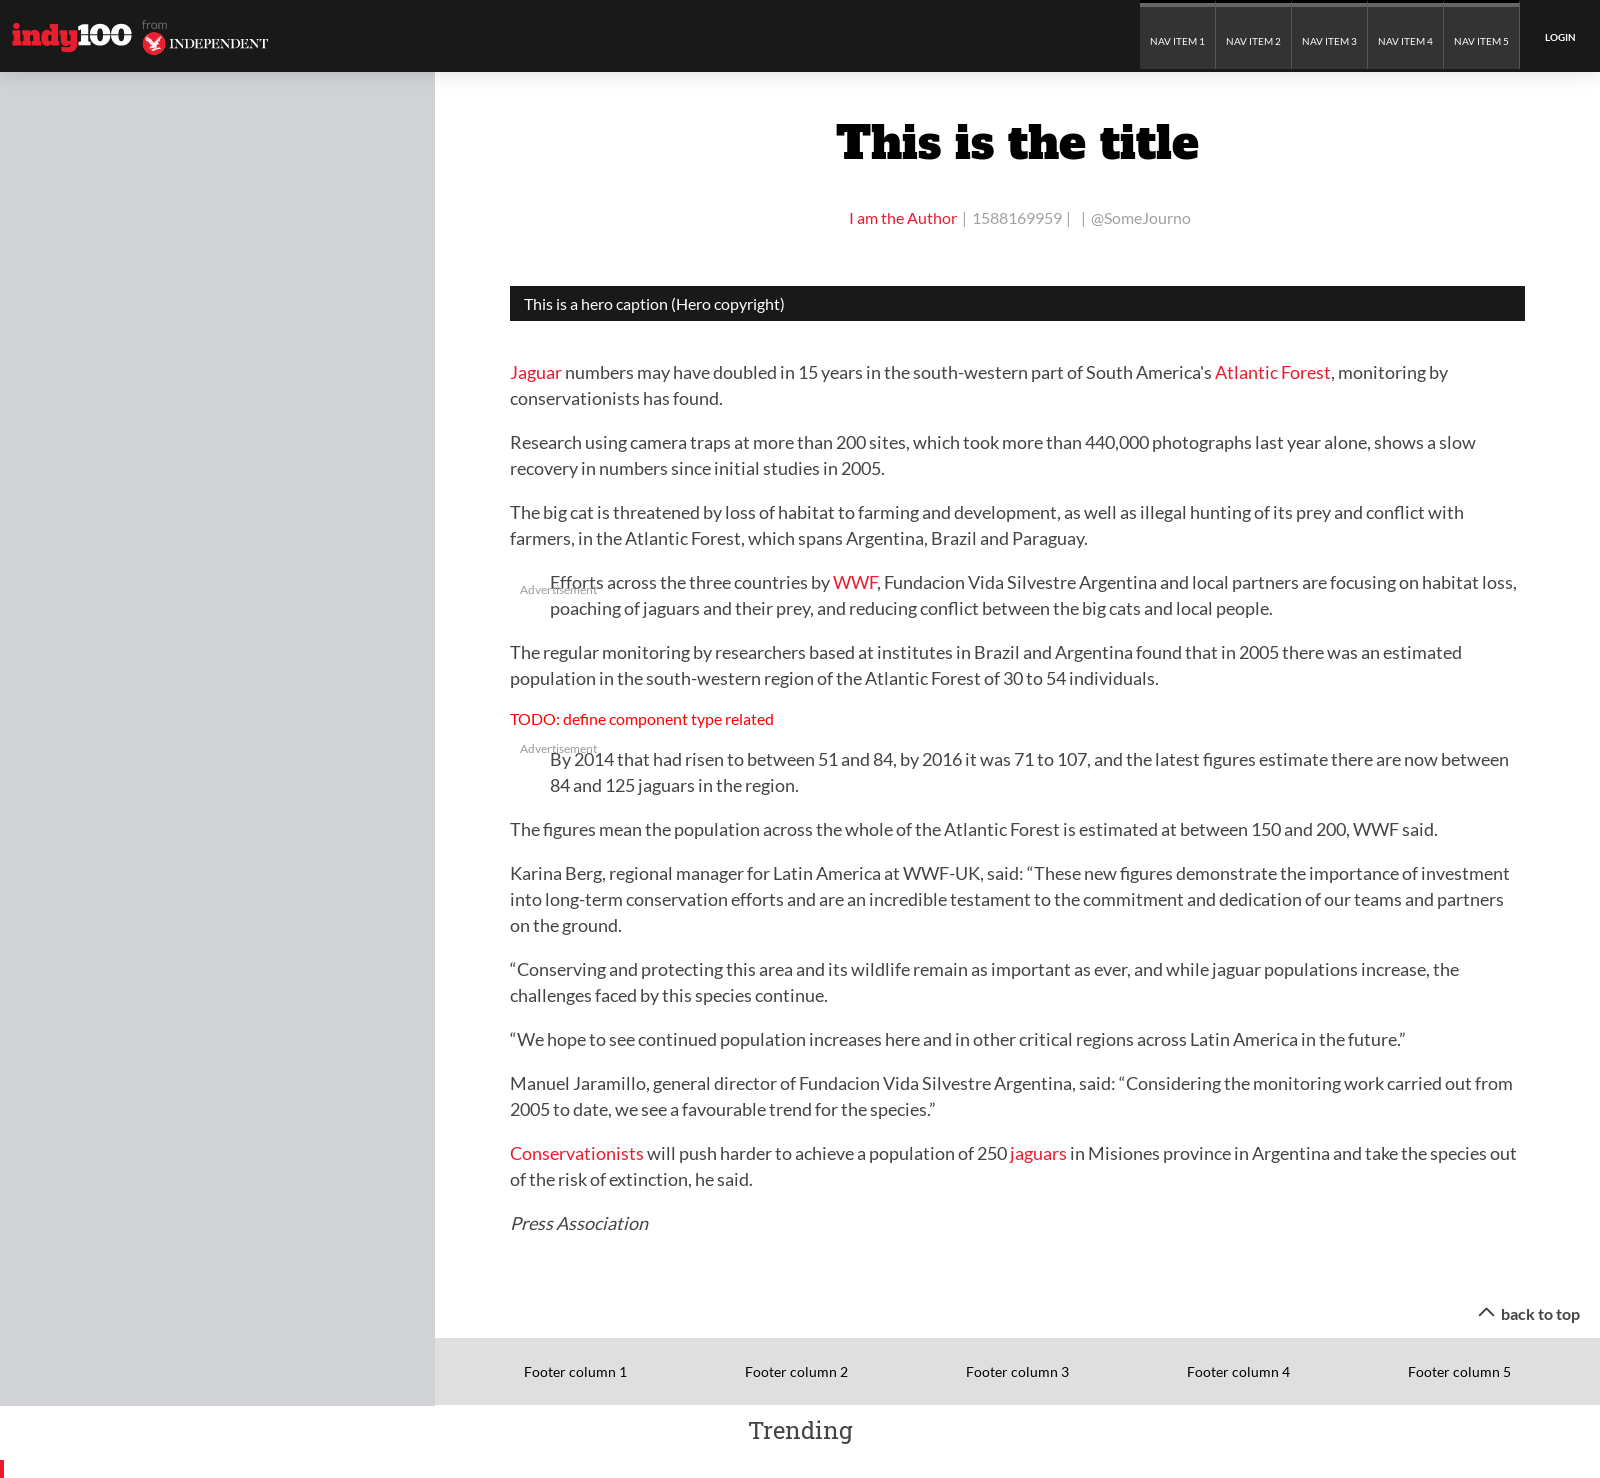 indy100 from
INDEPENDENT
NAV ITEM 1 NAV ITEM 2 NAV ITEM 3 NAV ITEM 4 NAV ITEM 5 LOGIN
This is the title
I am the Author | 1588169959 | | @SomeJourno
This is a hero caption (Hero copyright)
Jaguar numbers may have doubled in 15 years in the south-western part of South America's Atlantic Forest, monitoring by
conservationists has found.
Research using camera traps at more than 200 sites, which took more than 440,000 photographs last year alone, shows a slow
recovery in numbers since initial studies in 2005.
The big cat is threatened by loss of habitat to farming and development, as well as illegal hunting of its prey and conflict with
farmers, in the Atlantic Forest, which spans Argentina, Brazil and Paraguay.
Advertisement
Efforts across the three countries by WWF, Fundacion Vida Silvestre Argentina and local partners are focusing on habitat loss,
poaching of jaguars and their prey, and reducing conflict between the big cats and local people.
The regular monitoring by researchers based at institutes in Brazil and Argentina found that in 2005 there was an estimated
population in the south-western region of the Atlantic Forest of 30 to 54 individuals.
TODO: define component type related
Advertisement
By 2014 that had risen to between 51 and 84, by 2016 it was 71 to 107, and the latest figures estimate there are now between
84 and 125 jaguars in the region.
The figures mean the population across the whole of the Atlantic Forest is estimated at between 150 and 200, WWF said.
Karina Berg, regional manager for Latin America at WWF-UK, said: “These new figures demonstrate the importance of investment
into long-term conservation efforts and are an incredible testament to the commitment and dedication of our teams and partners
on the ground.
“Conserving and protecting this area and its wildlife remain as important as ever, and while jaguar populations increase, the
challenges faced by this species continue.
“We hope to see continued population increases here and in other critical regions across Latin America in the future.”
Manuel Jaramillo, general director of Fundacion Vida Silvestre Argentina, said: “Considering the monitoring work carried out from
2005 to date, we see a favourable trend for the species.”
Conservationists will push harder to achieve a population of 250 jaguars in Misiones province in Argentina and take the species out
of the risk of extinction, he said.
Press Association
back to top
Footer column 1 Footer column 2 Footer column 3 Footer column 4 Footer column 5
Trending